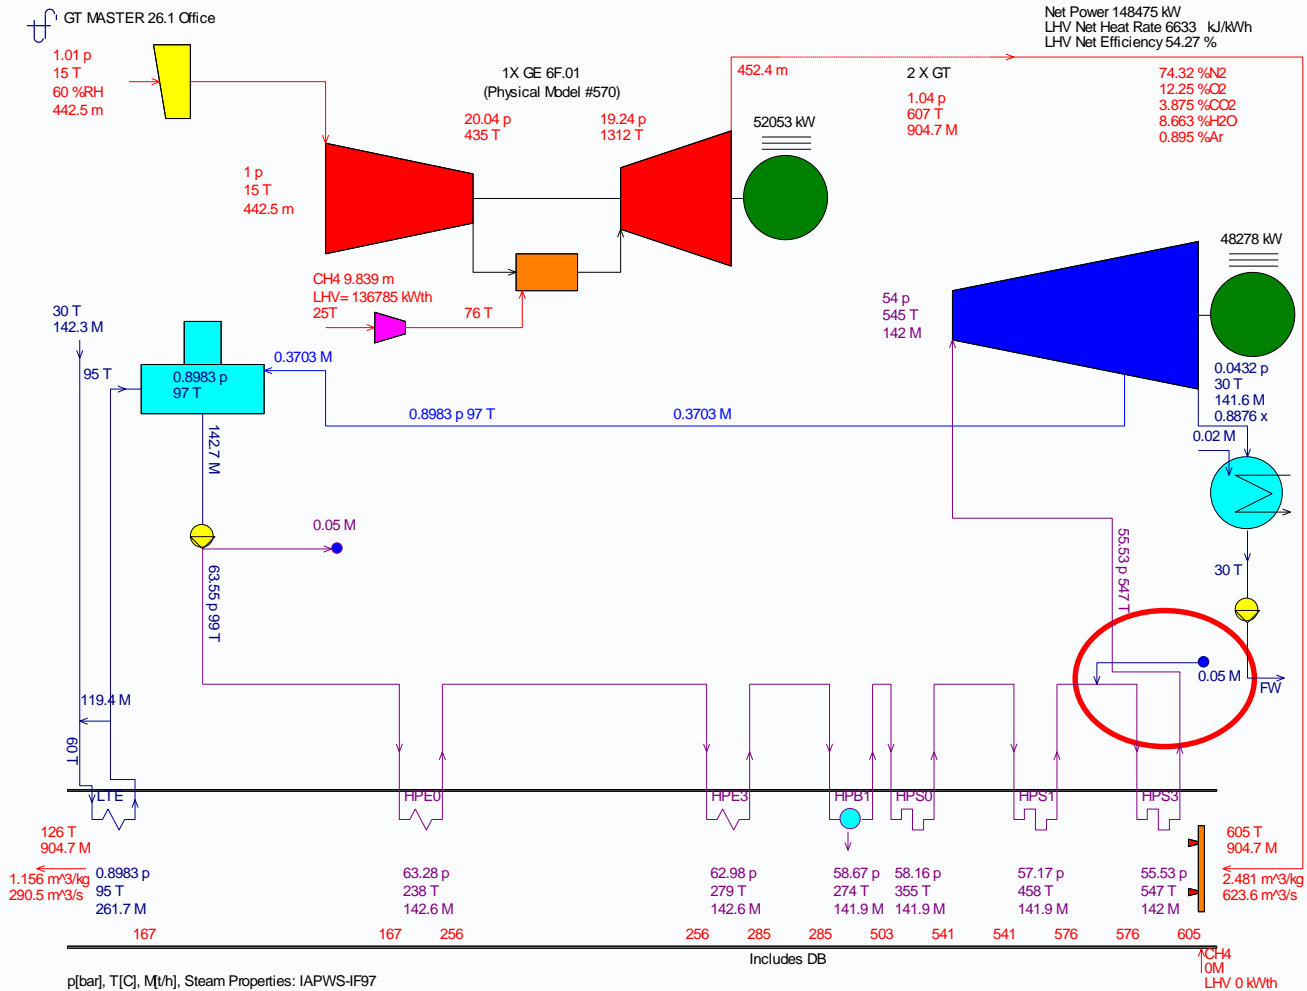 GT MASTER 26.1 Office
Net Power 148475 kW
LHV Net Heat Rate 6633 kJ/kWh
LHV Net Efficiency 54.27 %
1.01 p
15 T
60 %RH
442.5 m
1X GE 6F.01
(Physical Model #570)
452.4 m
2 X GT
1.04 p
607 T
904.7 M
74.32 %N2
12.25 %O2
3.875 %CO2
8.663 %H2O
0.895 %Ar
20.04 p
435 T
19.24 p
1312 T
52053 kW
1 p
15 T
442.5 m
48278 kW
CH4 9.839 m
LHV= 136785 kWth
25T
76 T
54 p
545 T
142 M
30 T
142.3 M
95 T
0.8983 p
97 T
0.3703 M
0.8983 p 97 T
0.3703 M
0.0432 p
30 T
141.6 M
0.8876 x
0.02 M
142.7 M
0.05 M
63.55 p 99 T
55.53 p 547 T
30 T
0.05 M
FW
119.4 M
60 T
LTE
HPE0
HPE3
HPB1
HPS0
HPS1
HPS3
126 T
904.7 M
1.156 m^3/kg
290.5 m^3/s
0.8983 p
95 T
261.7 M
63.28 p
238 T
142.6 M
62.98 p
279 T
142.6 M
58.67 p
274 T
141.9 M
58.16 p
355 T
141.9 M
57.17 p
458 T
141.9 M
55.53 p
547 T
142 M
605 T
904.7 M
2.481 m^3/kg
623.6 m^3/s
167
167
256
256
285
285
503
541
541
576
576
605
Includes DB
CH4
0M
LHV 0 kWth
p[bar], T[C], M[t/h], Steam Properties: IAPWS-IF97